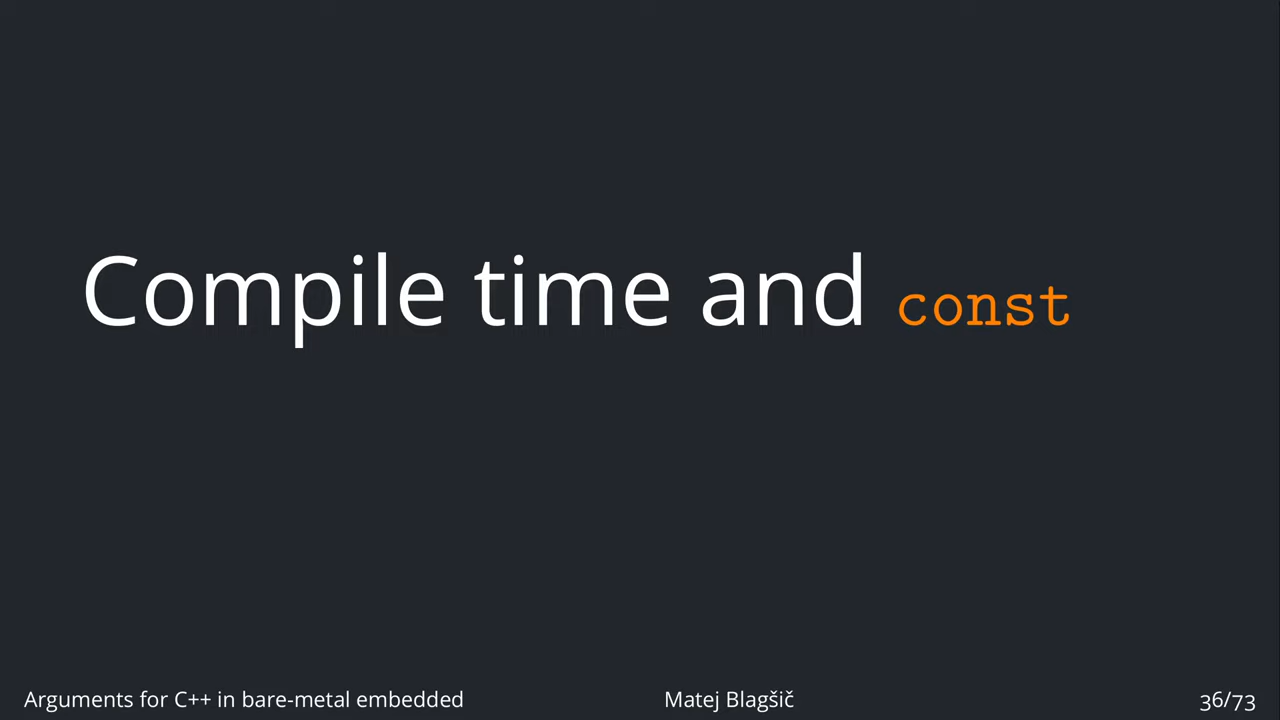 Compile time and const
Arguments for C++ in bare-metal embedded
Matej Blagšič
36/73